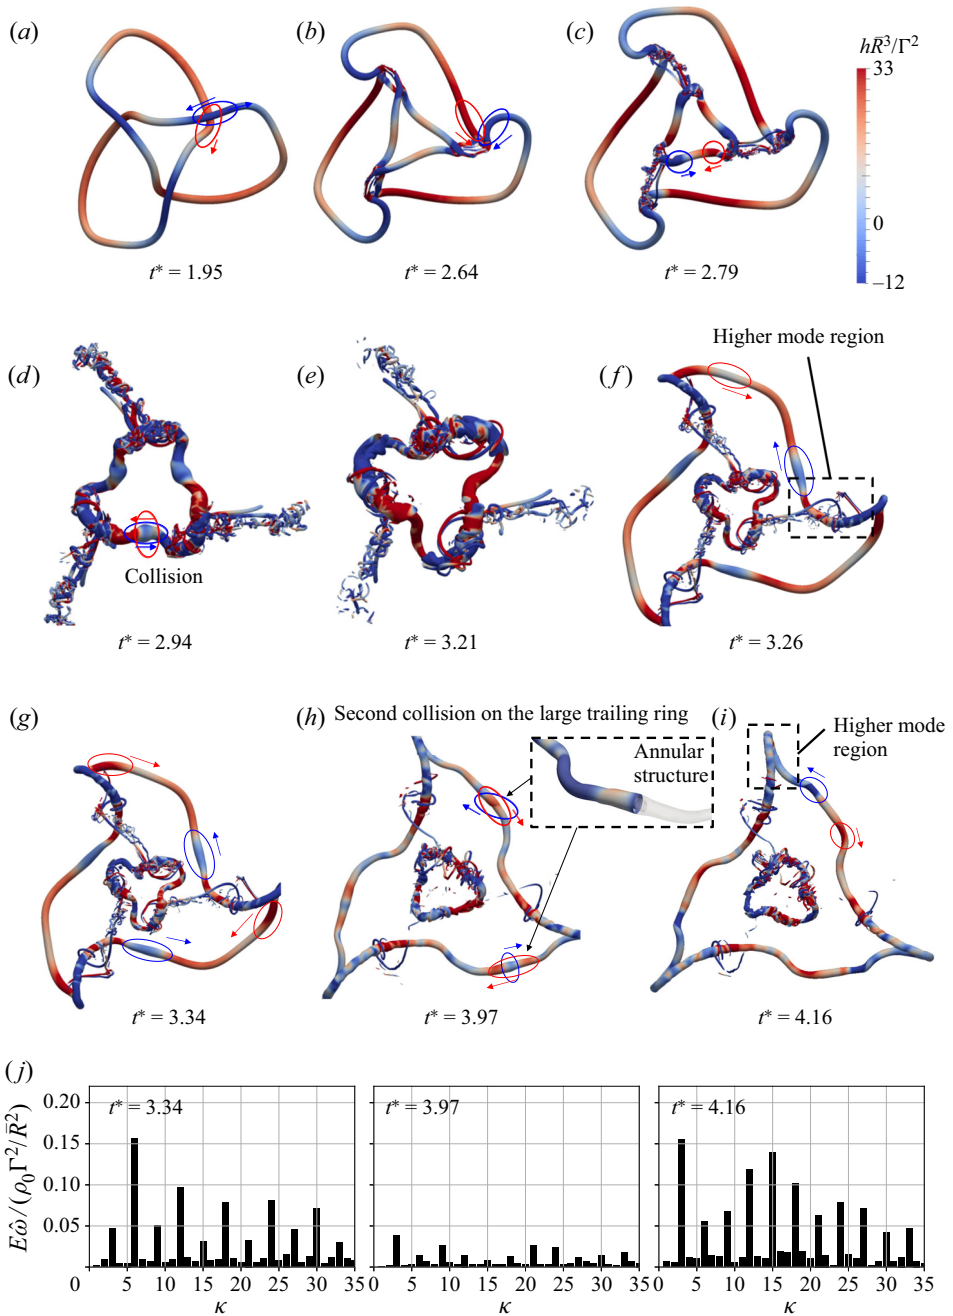 (a)
(b)
(c)
hR̄³/Γ²
33
0
−12
t* = 1.95
t* = 2.64
t* = 2.79
Higher mode region
(d)
(e)
(f)
Collision
t* = 2.94
t* = 3.21
t* = 3.26
(g)
(h)
Second collision on the large trailing ring
(i)
Annular
structure
Higher mode
region
t* = 3.34
t* = 3.97
t* = 4.16
(j)
Eω̂/(ρ₀Γ²/R̄²)
0.20
0.15
0.10
0.05
t* = 3.34
t* = 3.97
t* = 4.16
0 5 10 15 20 25 30 35
0 5 10 15 20 25 30 35
0 5 10 15 20 25 30 35
κ
κ
κ